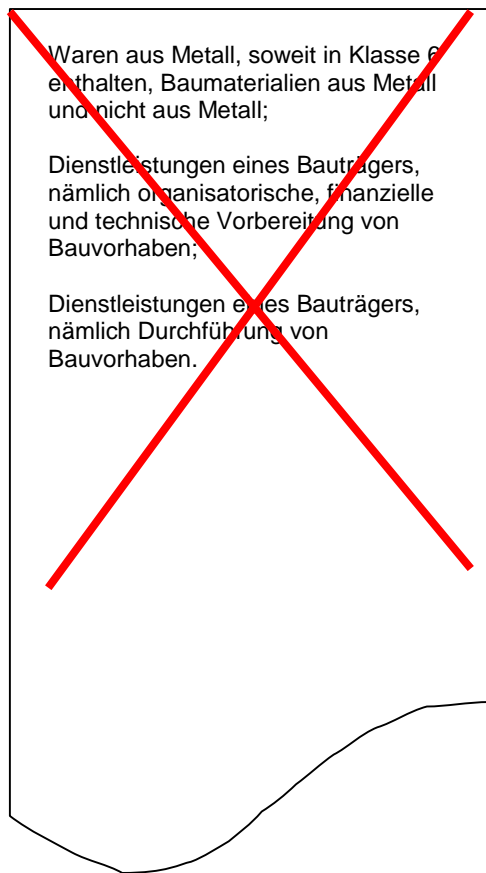 Waren aus Metall, soweit in Klasse 6
enthalten, Baumaterialien aus Metall
und nicht aus Metall;
Dienstleistungen eines Bauträgers,
nämlich organisatorische, finanzielle
und technische Vorbereitung von
Bauvorhaben;
Dienstleistungen eines Bauträgers,
nämlich Durchführung von
Bauvorhaben.